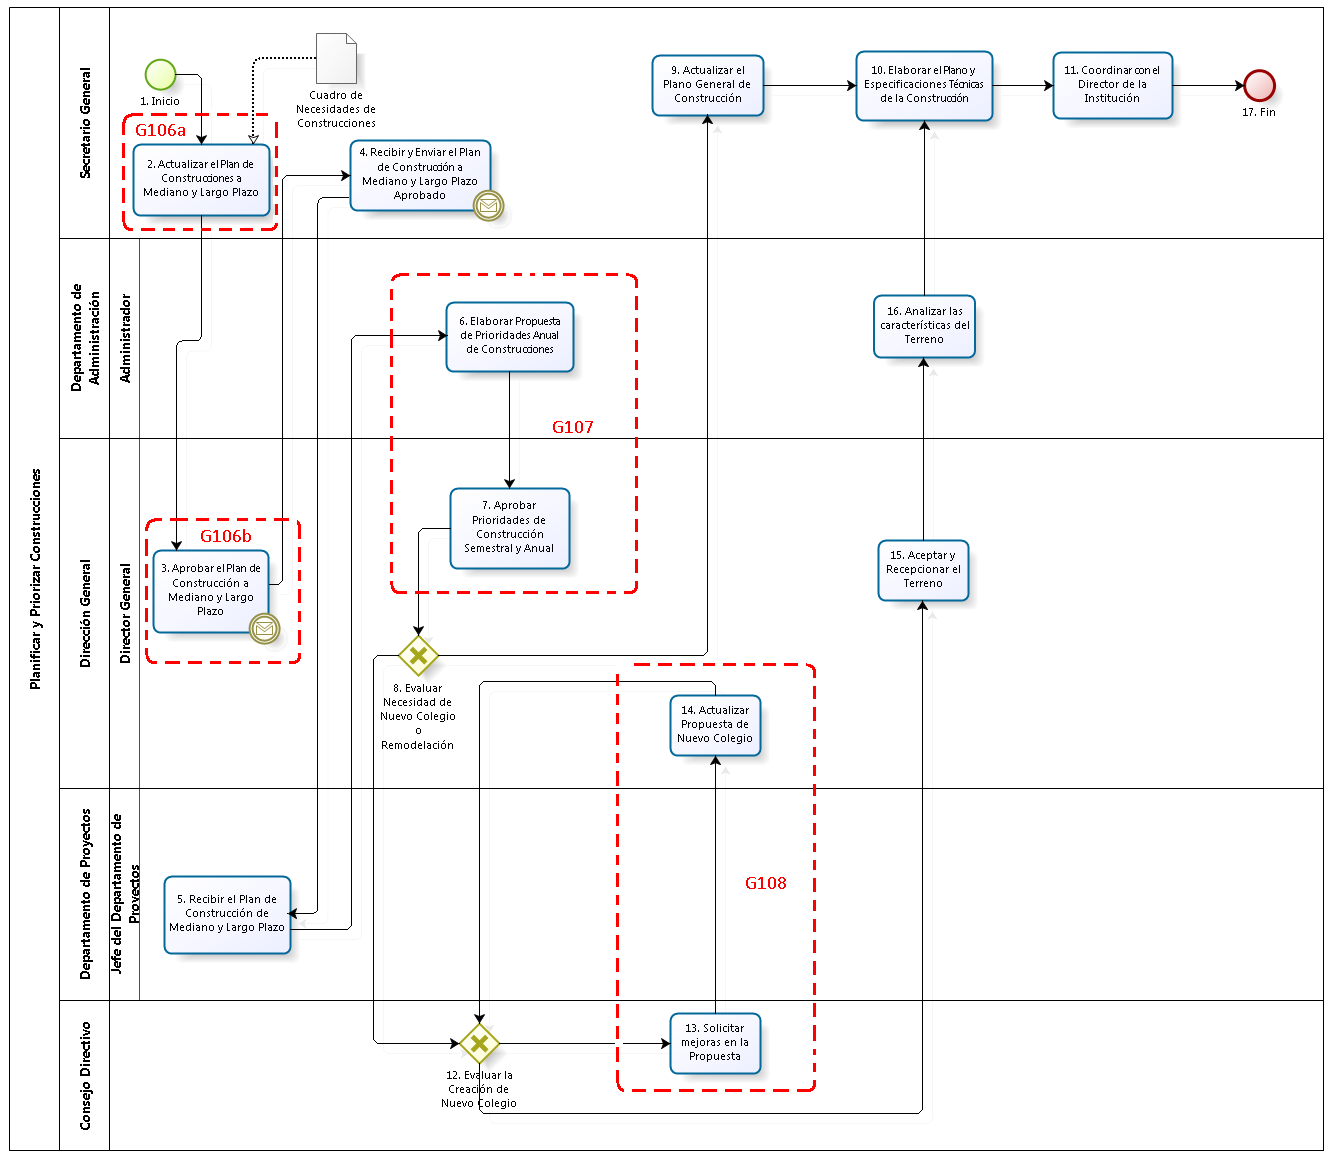 Planificar y Priorizar Construcciones
Secretario General
1. Inicio
Cuadro de
Necesidades de
Construcciones
G106a
2. Actualizar el Plan de
Construcciones a
Mediano y Largo Plazo
4. Recibir y Enviar el Plan
de Construcción a
Mediano y Largo Plazo
Aprobado
9. Actualizar el
Plano General de
Construcción
10. Elaborar el Plano y
Especificaciones Técnicas
de la Construcción
11. Coordinar con el
Director de la
Institución
17. Fin
Departamento de
Administración
Administrador
6. Elaborar Propuesta
de Prioridades Anual
de Construcciones
G107
16. Analizar las
características del
Terreno
Dirección General
Director General
G106b
3. Aprobar el Plan de
Construcción a
Mediano y Largo
Plazo
7. Aprobar
Prioridades de
Construcción
Semestral y Anual
15. Aceptar y
Recepcionar el
Terreno
8. Evaluar
Necesidad de
Nuevo Colegio
o
Remodelación
14. Actualizar
Propuesta de
Nuevo Colegio
Departamento de Proyectos
Jefe del Departamento de
Proyectos
5. Recibir el Plan de
Construcción de
Mediano y Largo Plazo
G108
Consejo Directivo
12. Evaluar la
Creación de
Nuevo Colegio
13. Solicitar
mejoras en la
Propuesta